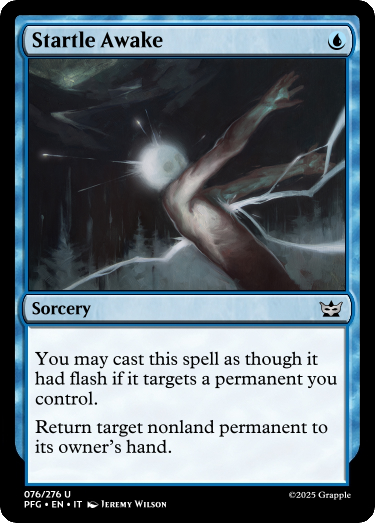 Startle Awake
Sorcery
You may cast this spell as though it
had flash if it targets a permanent you
control.
Return target nonland permanent to
its owner's hand.
076/276 U
PFG • EN • IT Jeremy Wilson
©2025 Grapple